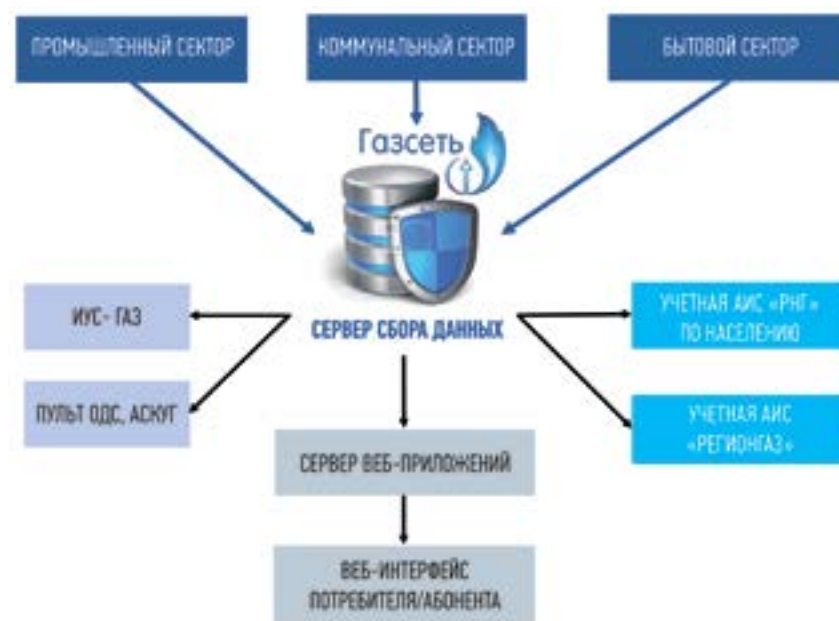 ПРОМЫШЛЕННЫЙ СЕКТОР
КОММУНАЛЬНЫЙ СЕКТОР
БЫТОВОЙ СЕКТОР
Газсеть
СЕРВЕР СБОРА ДАННЫХ
ИУС- ГАЗ
ПУЛЬТ ОДС, АСКУГ
УЧЕТНАЯ АИС «РНГ»
ПО НАСЕЛЕНИЮ
УЧЕТНАЯ АИС
«РЕГИОНГАЗ»
СЕРВЕР ВЕБ-ПРИЛОЖЕНИЙ
ВЕБ-ИНТЕРФЕЙС
ПОТРЕБИТЕЛЯ/АБОНЕНТА